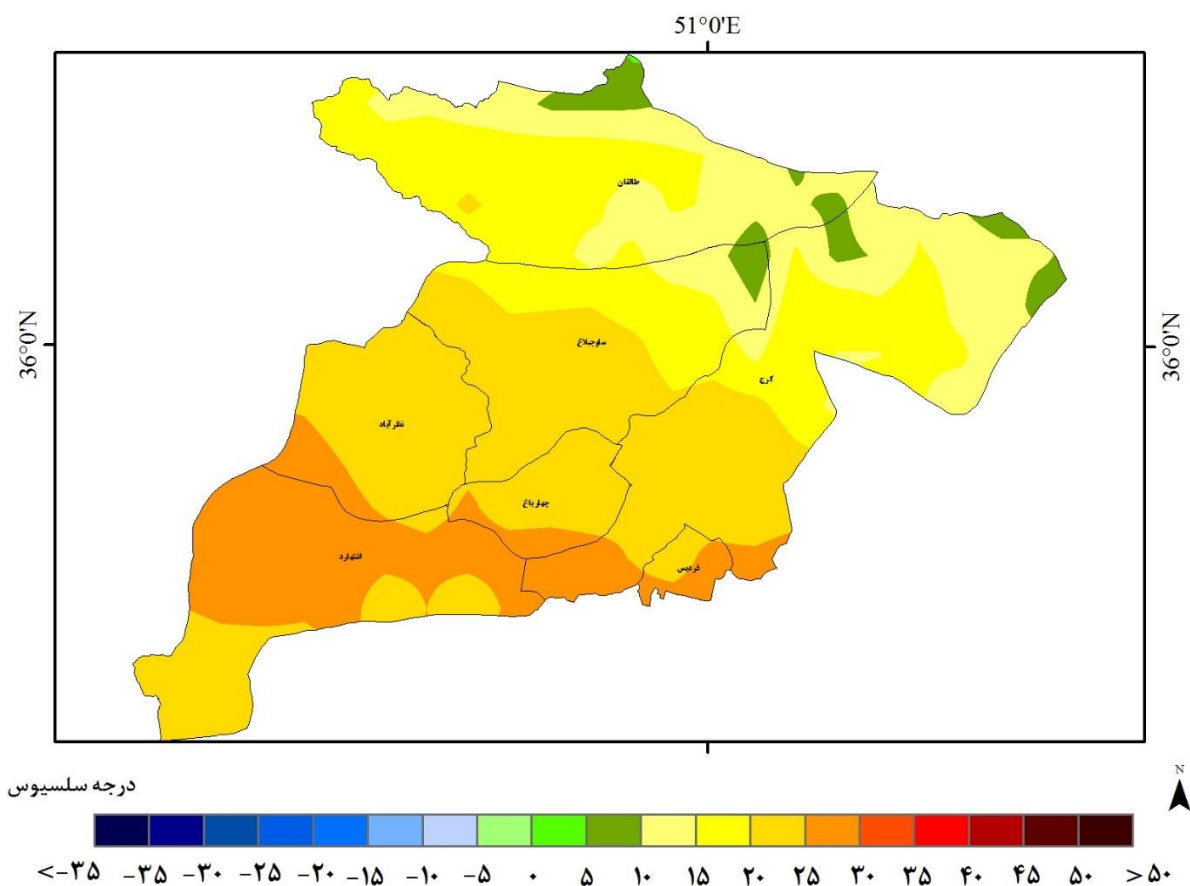 51°0'E
36°0'N
36°0'N
طالقان
ساوجبلاغ
کرج
نظرآباد
چهارباغ
اشتهارد
فردیس
درجه سلسیوس
N
<-۳۵ -۳۵ -۳۰ -۲۵ -۲۰ -۱۵ -۱۰ -۵ ۰ ۵ ۱۰ ۱۵ ۲۰ ۲۵ ۳۰ ۳۵ ۴۰ ۴۵ ۵۰ >۵۰